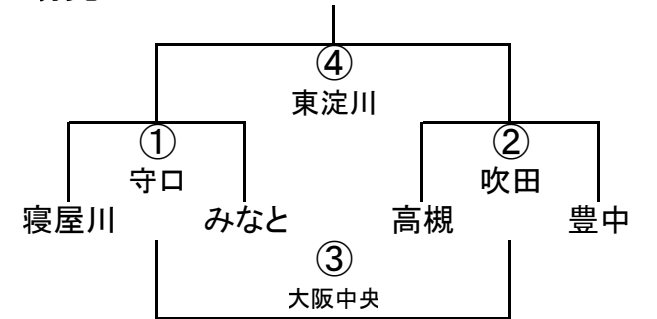 ④
東淀川
① ②
守口 吹田
寝屋川 みなと 高槻 豊中
③
大阪中央